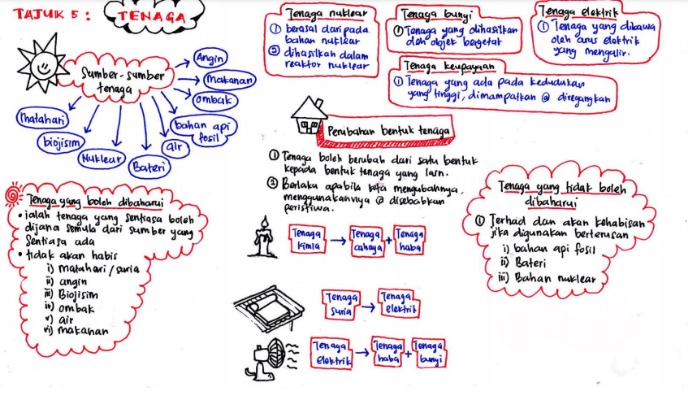 TAJUK 5 :
TENAGA
Sumber-sumber
tenaga
Angin
makanan
ombak
bahan api
fosil
air
Bateri
Nuklear
biojisim
matahari
Tenaga nuklear
① berasal daripada
bahan nuklear
② dihasilkan dalam
reaktor nuklear
Tenaga bunyi
① Tenaga yang dihasilkan
oleh objek bergetar
Tenaga elektrik
① Tenaga yang dibawa
oleh arus elektrik
yang mengalir.
Tenaga keupayaan
① Tenaga yang ada pada kedudukan
yang tinggi, dimampatkan @ diregangkan
Perubahan bentuk tenaga
① Tenaga boleh berubah dari satu bentuk
kepada bentuk tenaga yang lain.
② Berlaku apabila kita mengubahnya,
menggunakannya @ disebabkan
peristiwa.
Tenaga
kimia
→
Tenaga
cahaya
+
Tenaga
haba
Tenaga
suria
→
Tenaga
elektrik
Tenaga
elektrik
→
Tenaga
haba
+
Tenaga
bunyi
Tenaga yang boleh dibaharui
• ialah tenaga yang sentiasa boleh
dijana semula dari sumber yang
sentiasa ada
• tidak akan habis
i) matahari / suria
ii) angin
iii) Biojisim
iv) ombak
v) air
vi) makanan
Tenaga yang tidak boleh
dibaharui
① Terhad dan akan kehabisan
jika digunakan berterusan
i) bahan api fosil
ii) Bateri
iii) Bahan nuklear